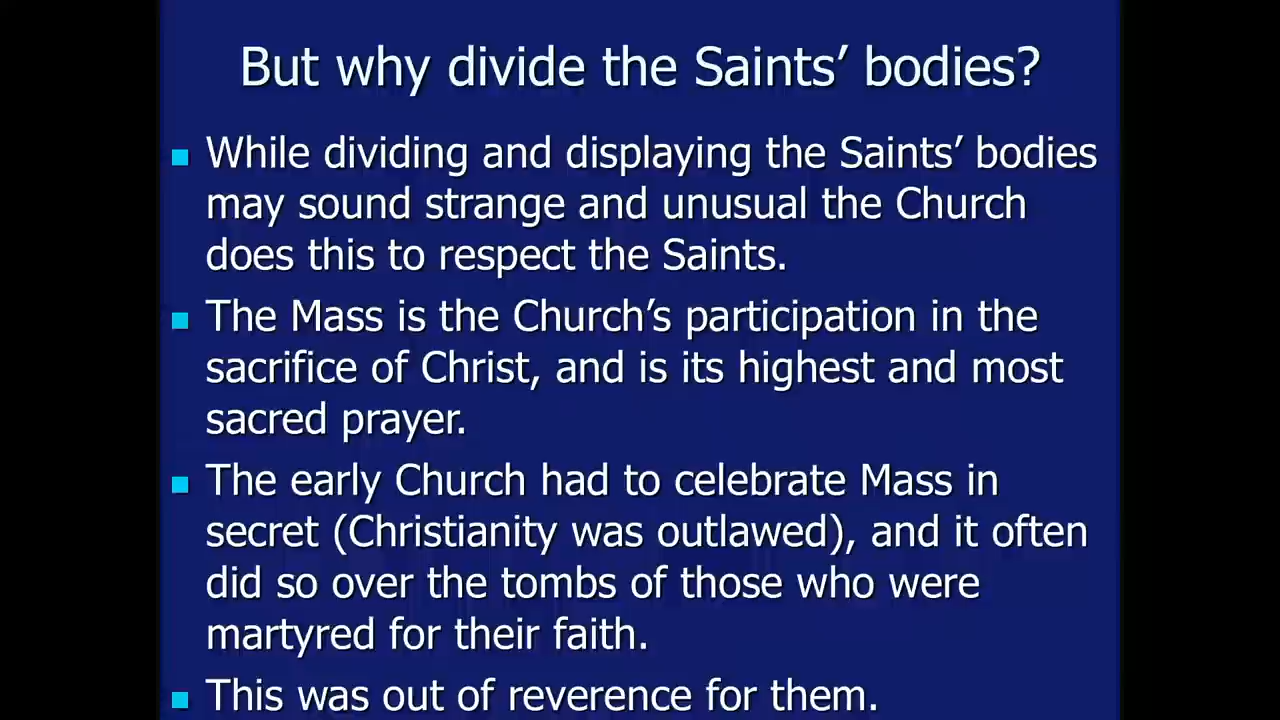 But why divide the Saints’ bodies?
While dividing and displaying the Saints’ bodies
may sound strange and unusual the Church
does this to respect the Saints.
The Mass is the Church’s participation in the
sacrifice of Christ, and is its highest and most
sacred prayer.
The early Church had to celebrate Mass in
secret (Christianity was outlawed), and it often
did so over the tombs of those who were
martyred for their faith.
This was out of reverence for them.